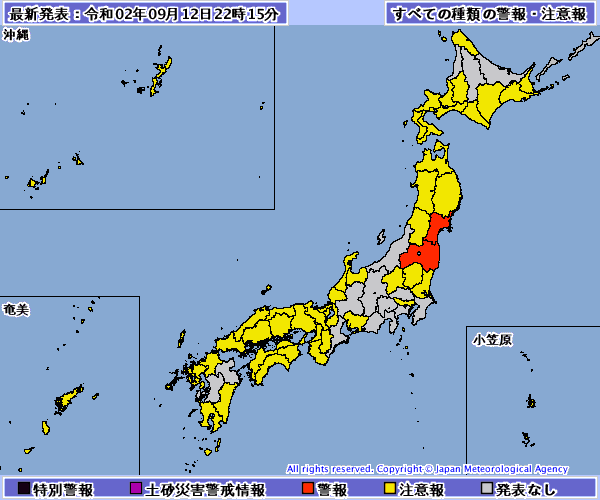 最新発表：令和02年09月12日22時15分
すべての種類の警報・注意報
沖縄
奄美
小笠原
All rights reserved. Copyright © Japan Meteorological Agency
特別警報 土砂災害警戒情報 警報 注意報 発表なし